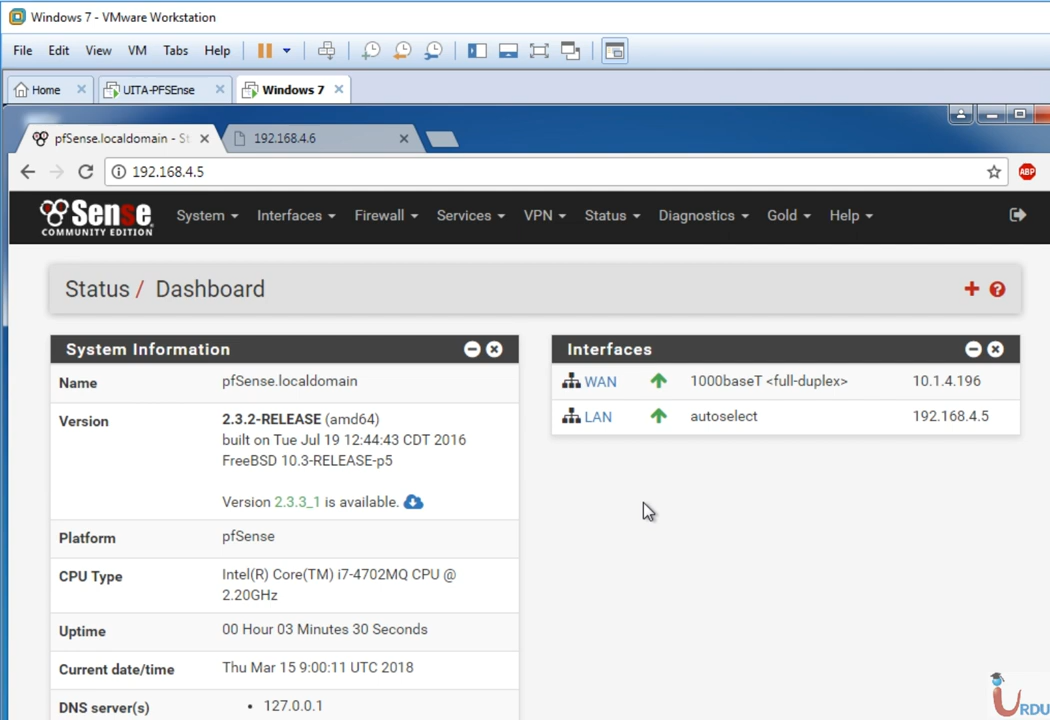 Windows 7 - VMware Workstation
File Edit View VM Tabs Help
Home UITA-PFSEnse Windows 7
pfSense.localdomain - St 192.168.4.6
192.168.4.5 ABP
Sense System Interfaces Firewall Services VPN Status Diagnostics Gold Help
COMMUNITY EDITION
Status / Dashboard
System Information
Name pfSense.localdomain
Version 2.3.2-RELEASE (amd64)
built on Tue Jul 19 12:44:43 CDT 2016
FreeBSD 10.3-RELEASE-p5
Version 2.3.3_1 is available.
Platform pfSense
CPU Type Intel(R) Core(TM) i7-4702MQ CPU @
2.20GHz
Uptime 00 Hour 03 Minutes 30 Seconds
Current date/time Thu Mar 15 9:00:11 UTC 2018
DNS server(s) • 127.0.0.1
Interfaces
WAN 1000baseT <full-duplex> 10.1.4.196
LAN autoselect 192.168.4.5
URDU